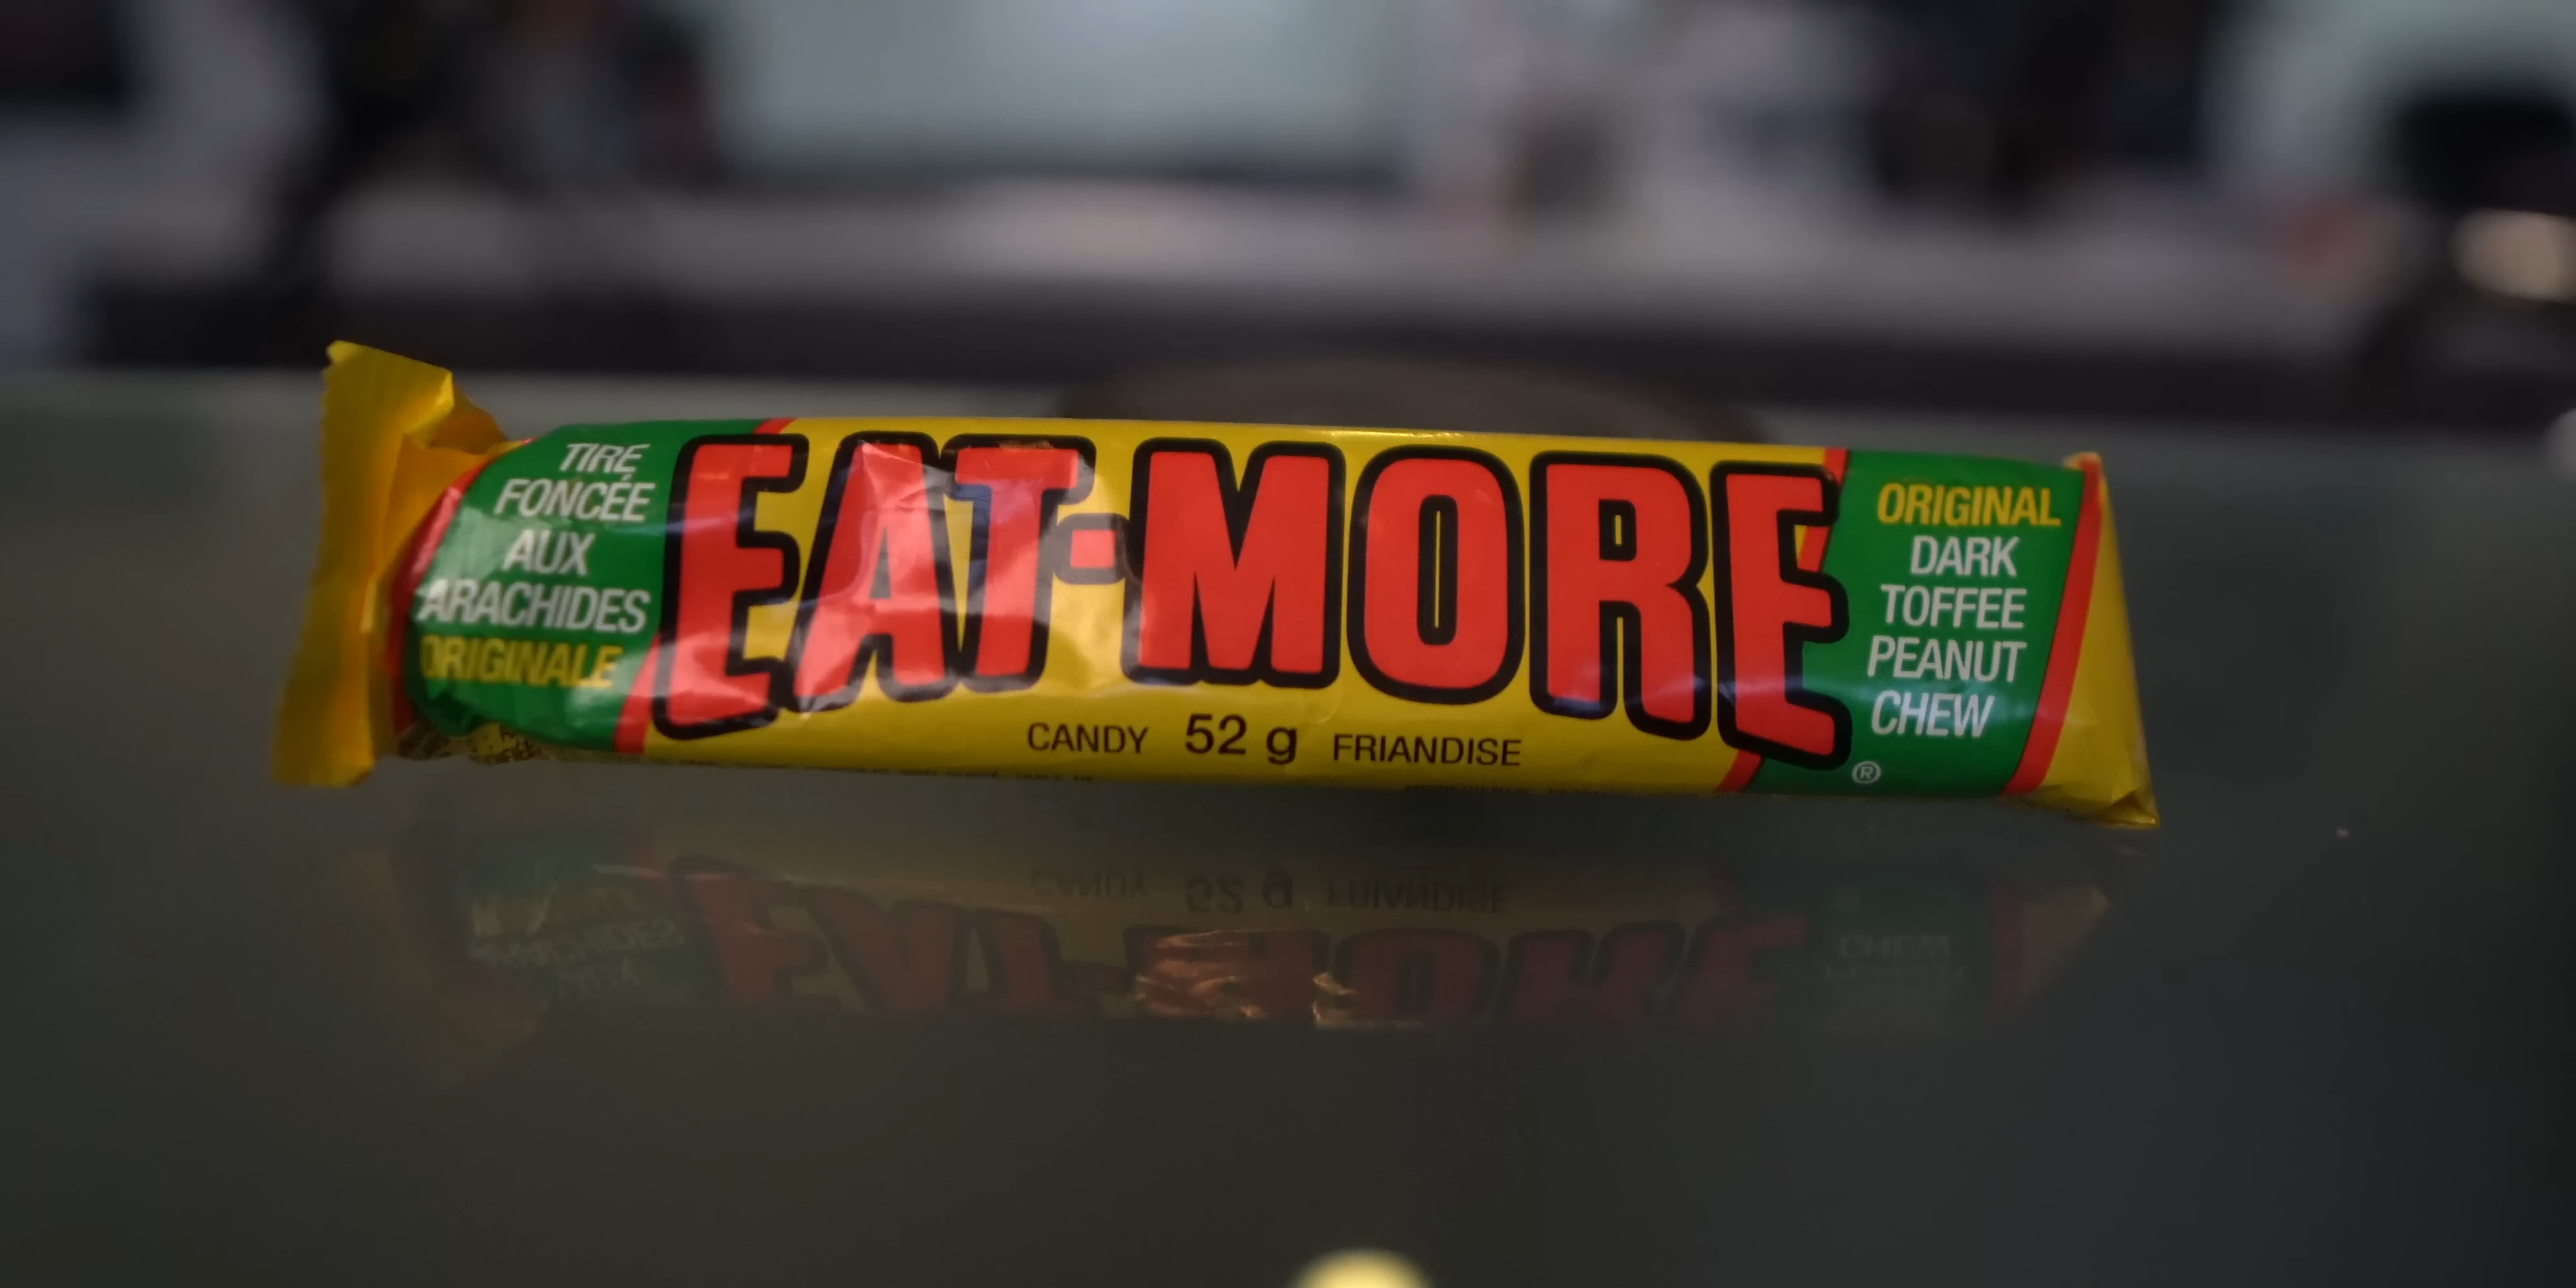 TIRE
FONCÉE
AUX
ARACHIDES
ORIGINALE
EAT-MORE
CANDY 52 g FRIANDISE
ORIGINAL
DARK
TOFFEE
PEANUT
CHEW
®